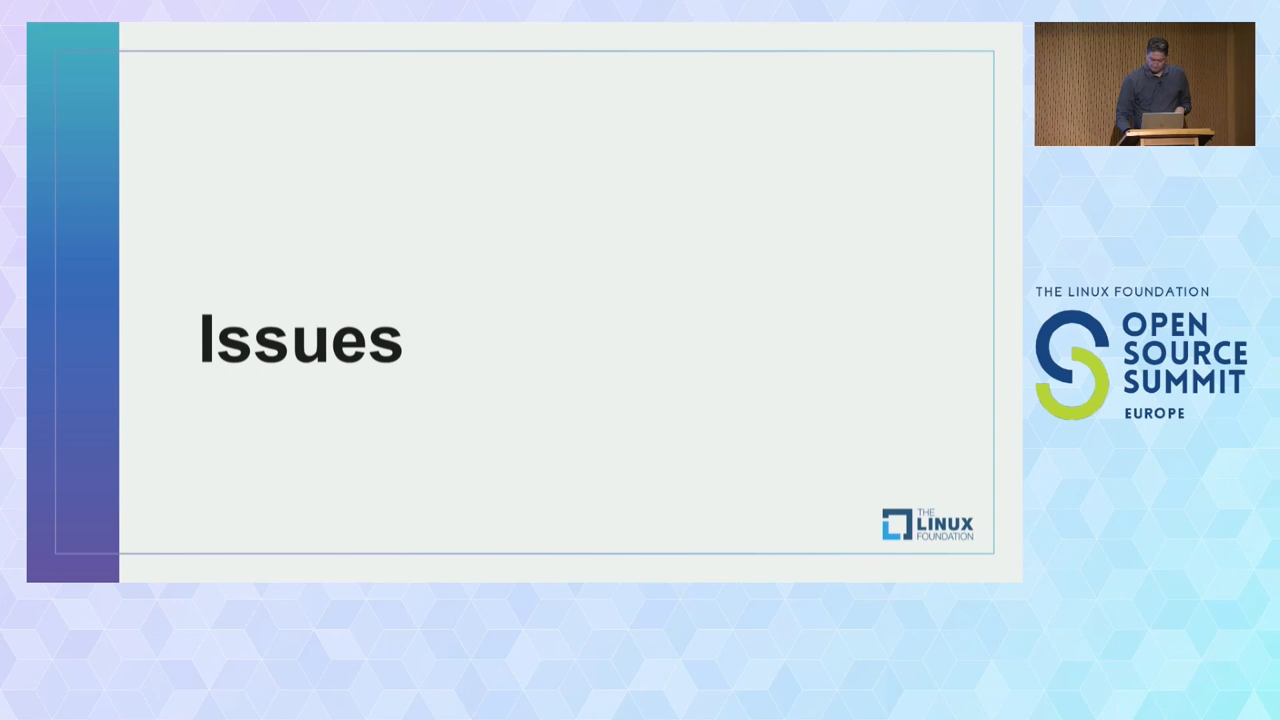 Issues
THE
LINUX
FOUNDATION
THE LINUX FOUNDATION
OPEN
SOURCE
SUMMIT
EUROPE